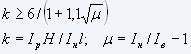 k ≥ 6/(1+1,1√μ)
k = I_p H/I_н l; μ = I_н/I_в − 1